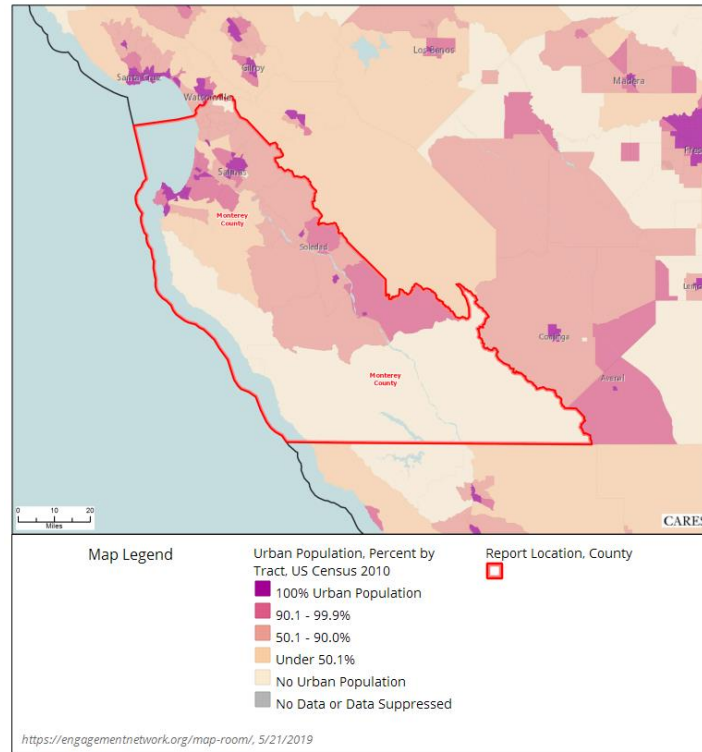 Los Banos
Santa Cruz
Gilroy
Madera
Watsonville
Salinas
Monterey
County
Soledad
Coalinga
Monterey
County
Avenal
0 10 20
Miles
CARES
Map Legend
Urban Population, Percent by
Tract, US Census 2010
100% Urban Population
90.1 - 99.9%
50.1 - 90.0%
Under 50.1%
No Urban Population
No Data or Data Suppressed
Report Location, County
https://engagementnetwork.org/map-room/, 5/21/2019